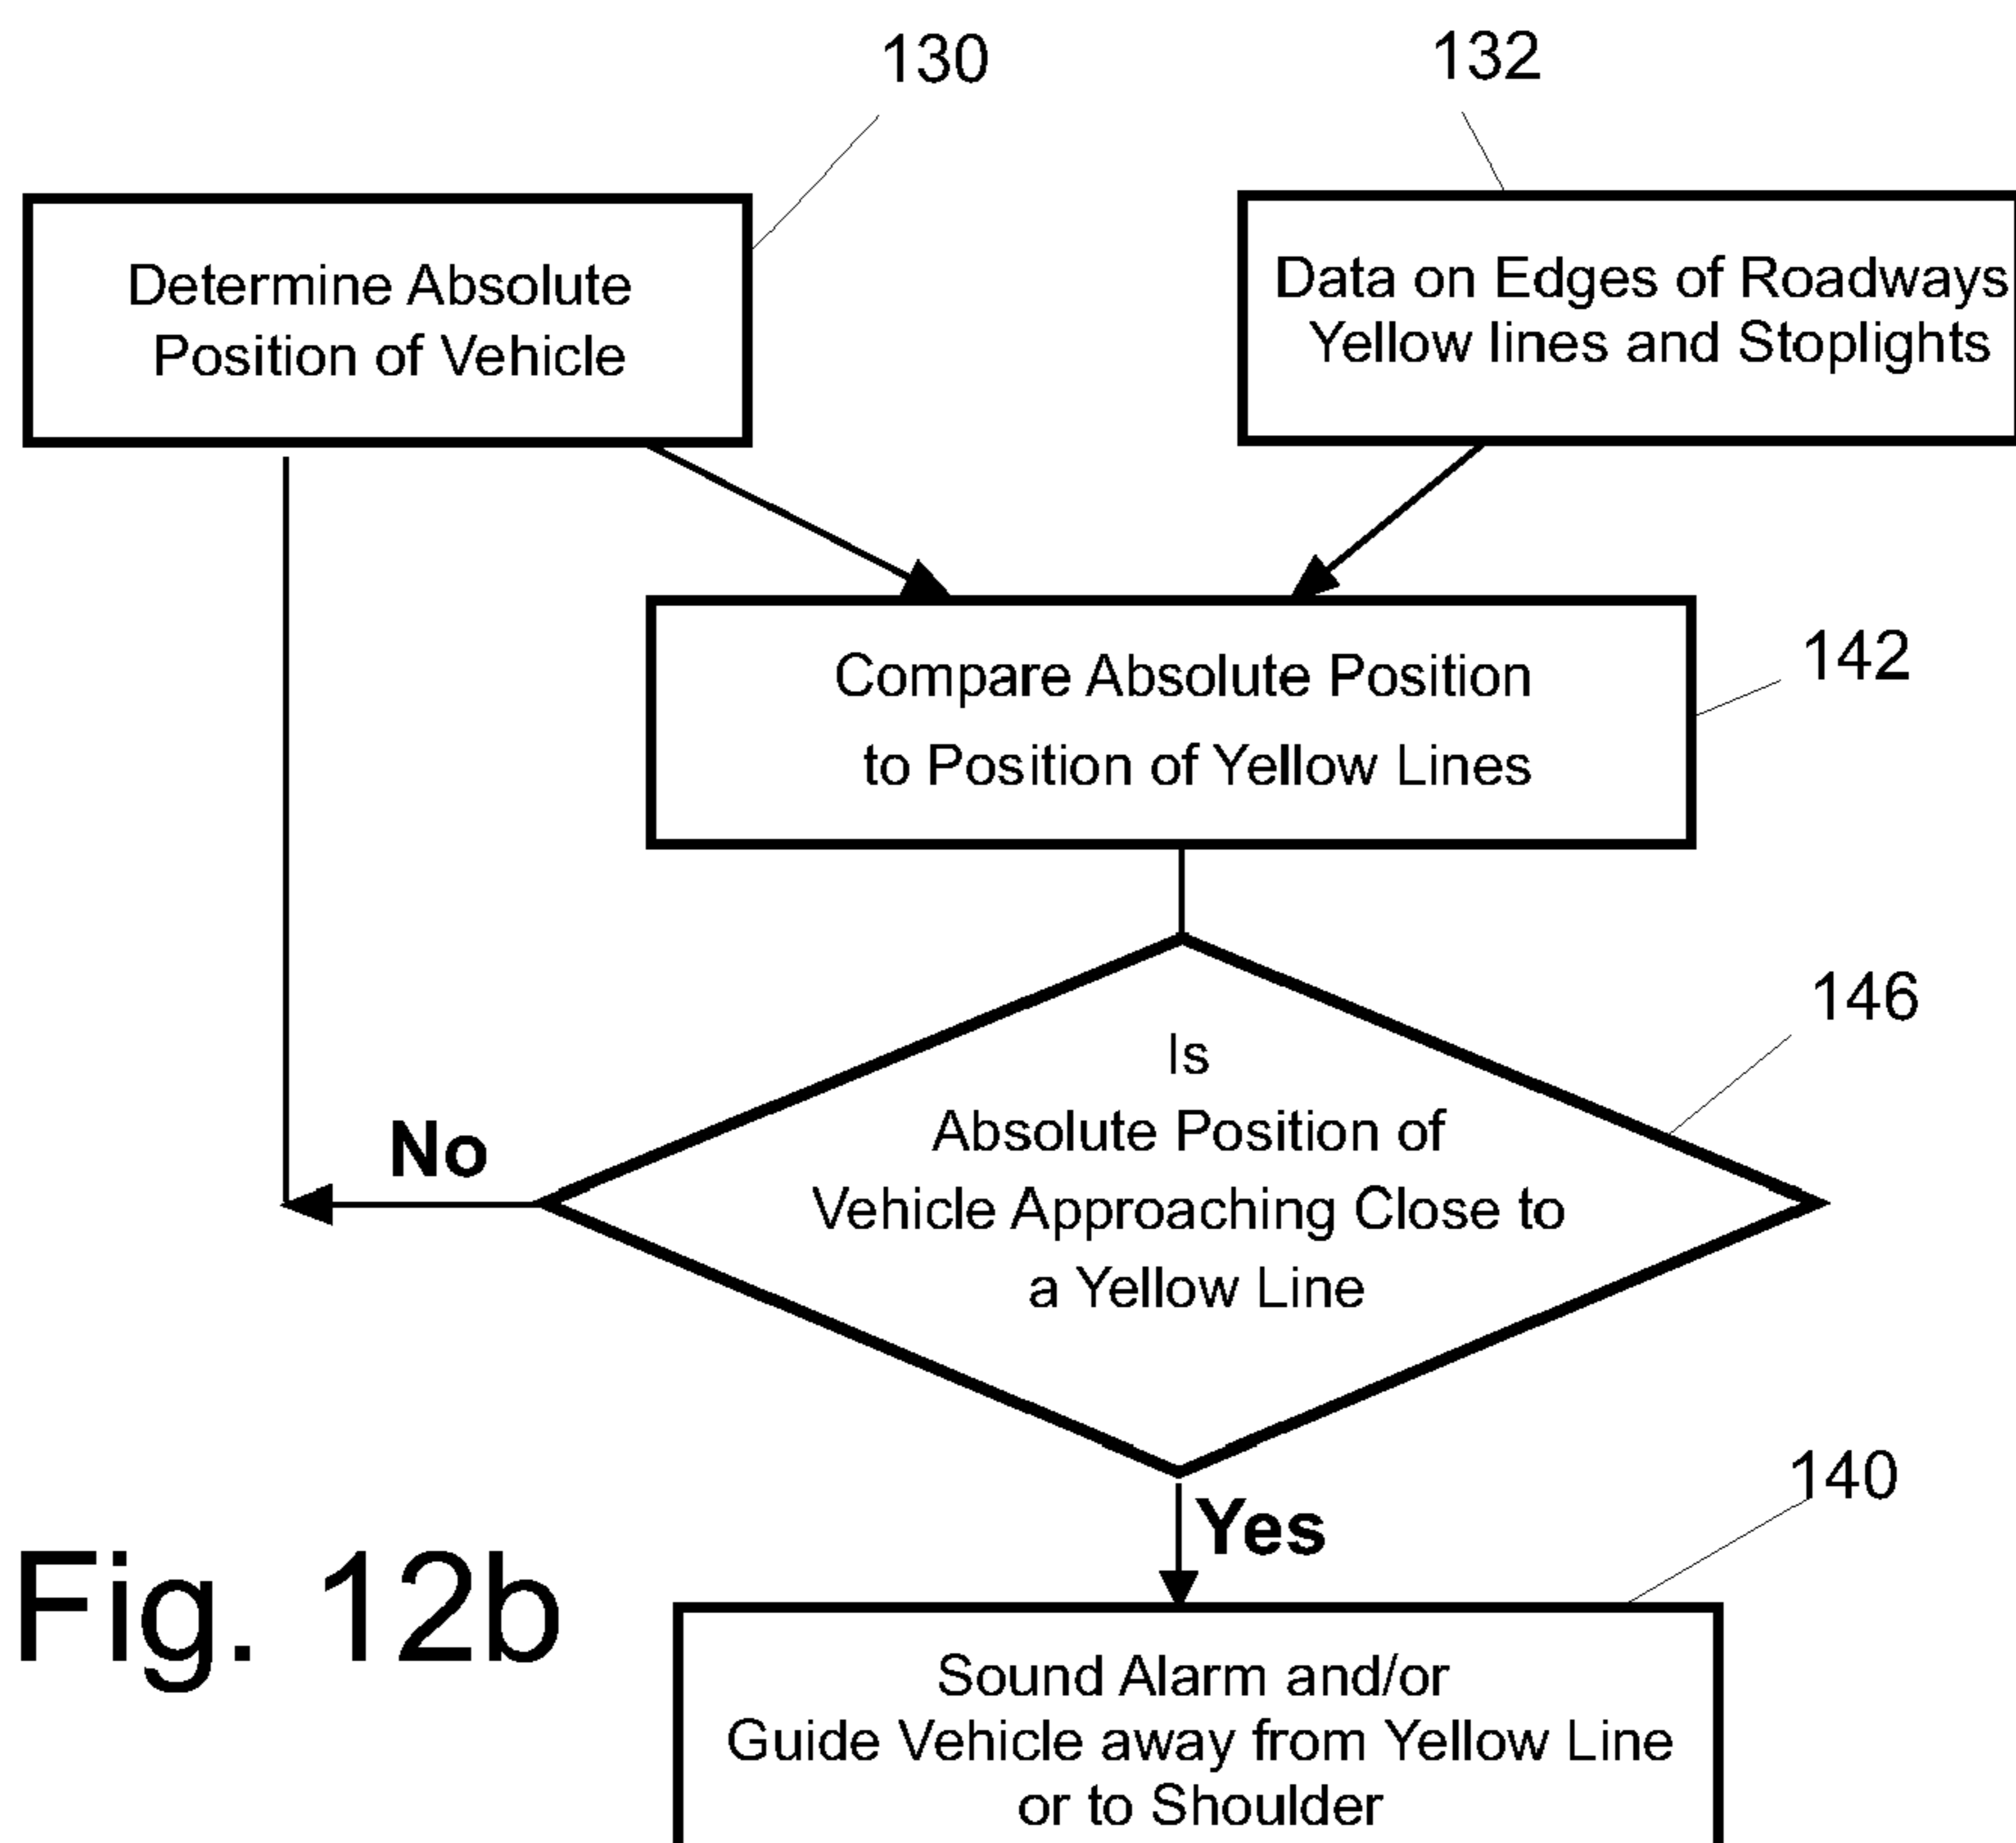 130
132
Determine Absolute
Position of Vehicle
Data on Edges of Roadways
Yellow lines and Stoplights
Compare Absolute Position
to Position of Yellow Lines
142
146
Is
Absolute Position of
Vehicle Approaching Close to
a Yellow Line
No
Yes
140
Fig. 12b
Sound Alarm and/or
Guide Vehicle away from Yellow Line
or to Shoulder